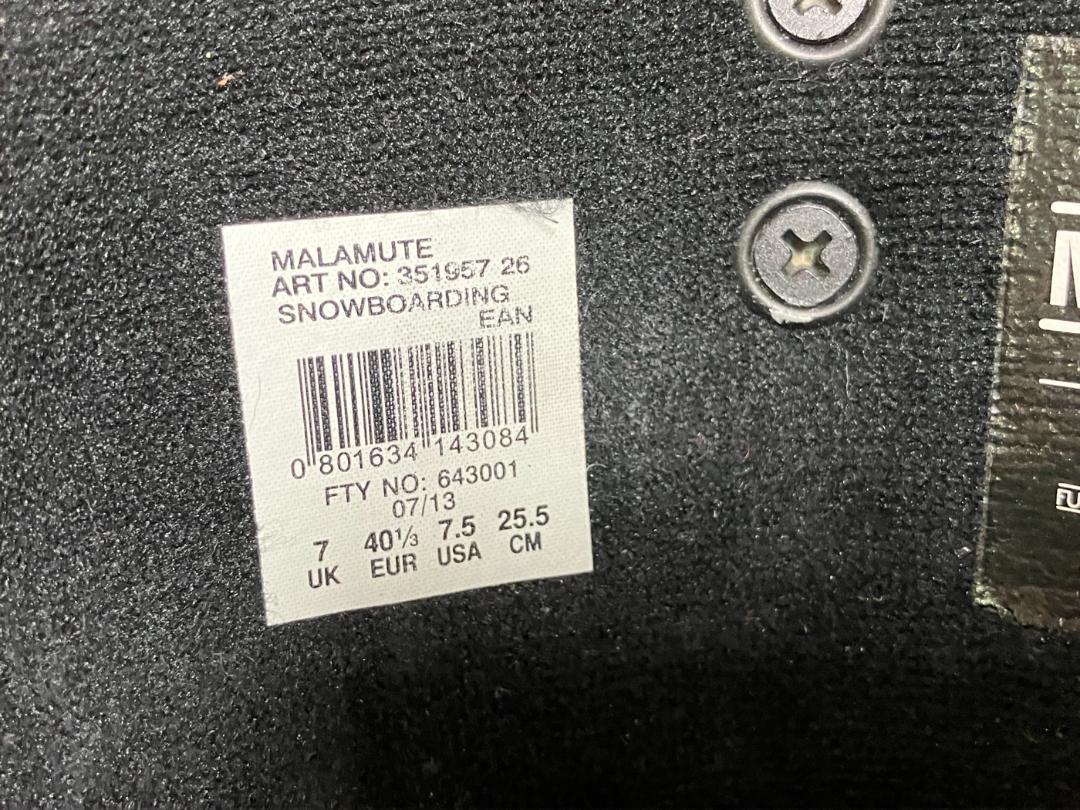 MALAMUTE
ART NO: 351957 26
SNOWBOARDING
EAN
0 801634 143084
FTY NO: 643001
07/13
7 40⅓ 7.5 25.5
UK EUR USA CM
M
FU